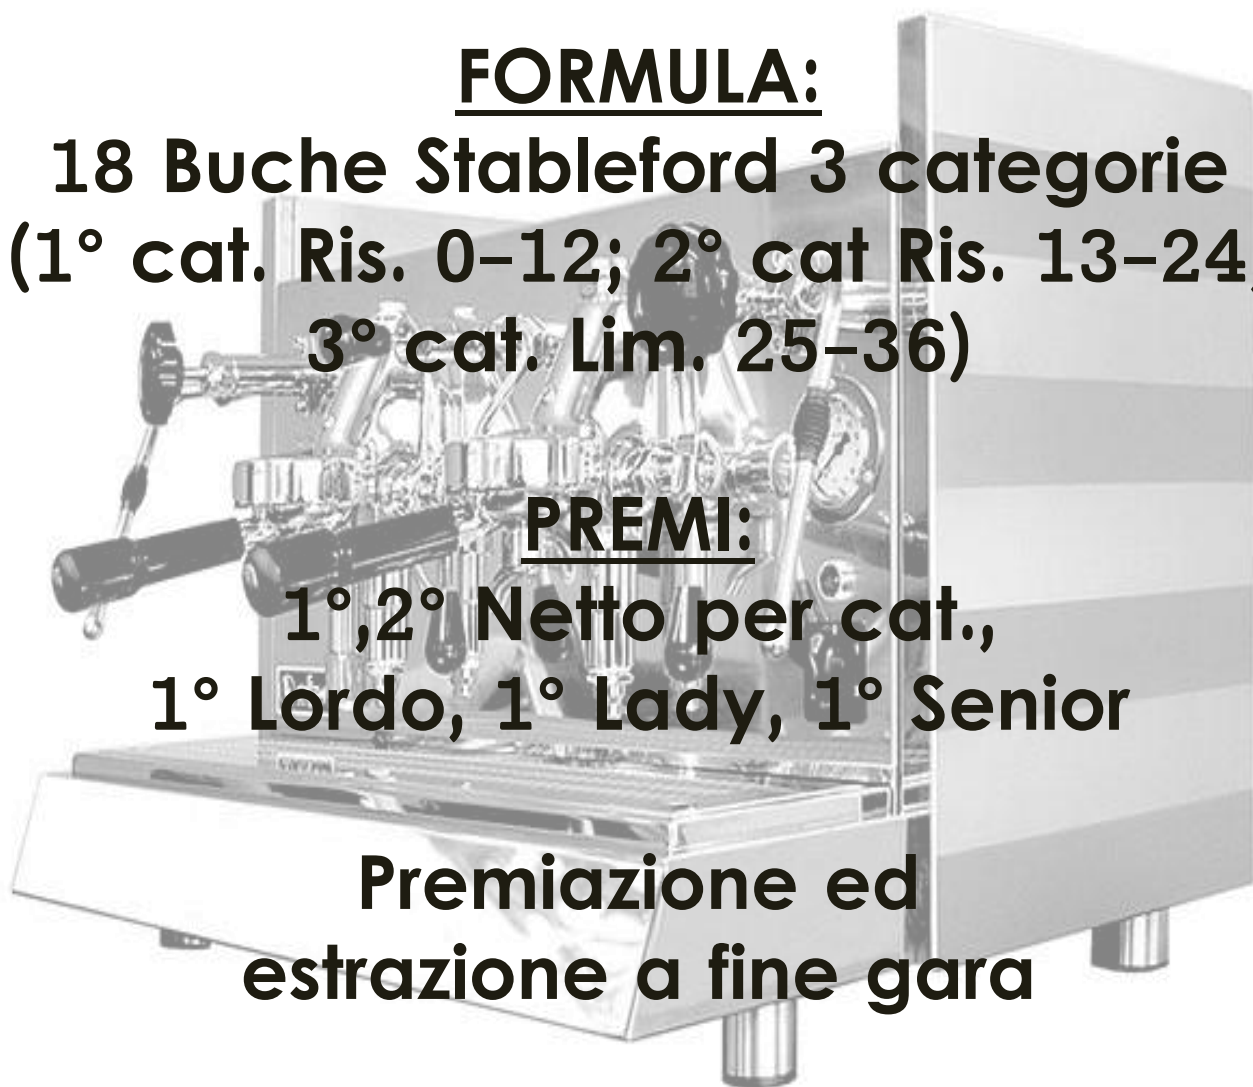 FORMULA:
18 Buche Stableford 3 categorie
(1° cat. Ris. 0–12; 2° cat Ris. 13–24,
3° cat. Lim. 25–36)
PREMI:
1°,2° Netto per cat.,
1° Lordo, 1° Lady, 1° Senior
Premiazione ed
estrazione a fine gara